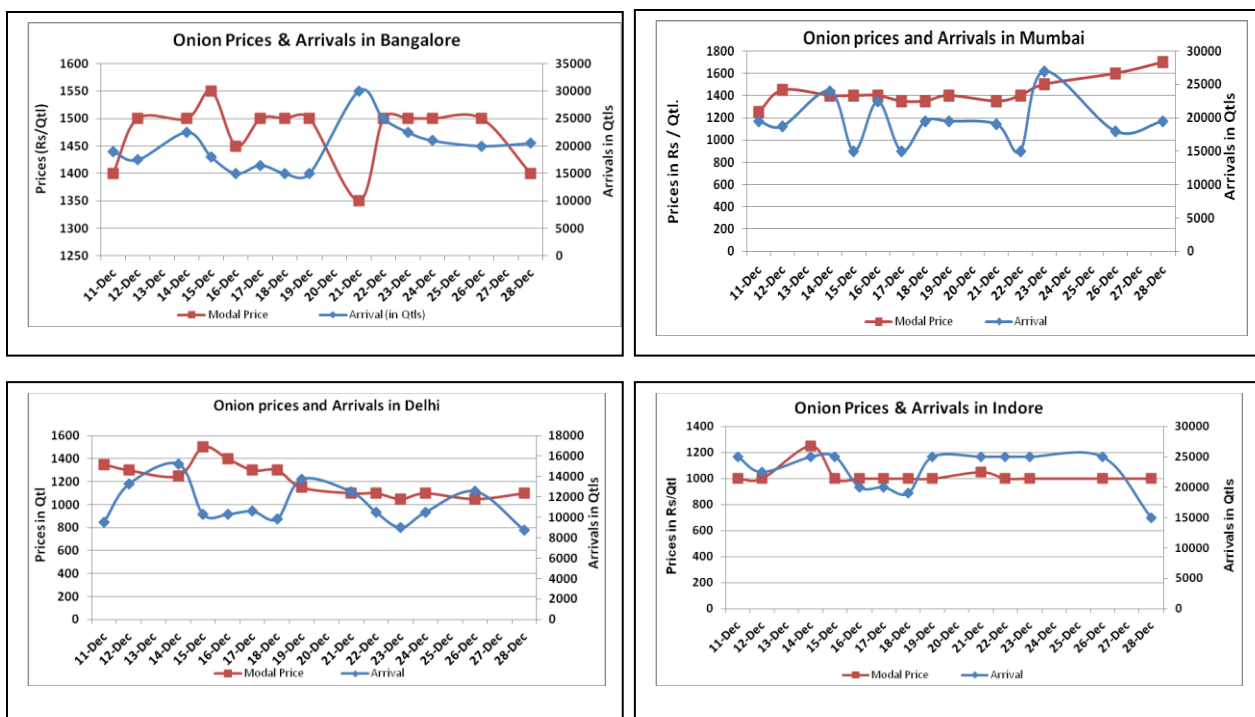 Onion Prices & Arrivals in Bangalore
Prices (Rs/Qtl)
1600
1550
1500
1450
1400
1350
1300
1250
35000
30000
25000
20000
15000
10000
5000
0
Arrivals in Qtls
11-Dec
12-Dec
13-Dec
14-Dec
15-Dec
16-Dec
17-Dec
18-Dec
19-Dec
20-Dec
21-Dec
22-Dec
23-Dec
24-Dec
25-Dec
26-Dec
27-Dec
28-Dec
Modal Price
Arrival (in Qtls)
Onion prices and Arrivals in Mumbai
Prices in Rs / Qtl.
1800
1600
1400
1200
1000
800
600
400
200
0
30000
25000
20000
15000
10000
5000
0
Arrivals in Qtls
11-Dec
12-Dec
13-Dec
14-Dec
15-Dec
16-Dec
17-Dec
18-Dec
19-Dec
20-Dec
21-Dec
22-Dec
23-Dec
24-Dec
25-Dec
26-Dec
27-Dec
28-Dec
Modal Price
Arrival
Onion prices and Arrivals in Delhi
Prices in Qtl
1600
1400
1200
1000
800
600
400
200
0
18000
16000
14000
12000
10000
8000
6000
4000
2000
0
Arrivals in Qtls
11-Dec
12-Dec
13-Dec
14-Dec
15-Dec
16-Dec
17-Dec
18-Dec
19-Dec
20-Dec
21-Dec
22-Dec
23-Dec
24-Dec
25-Dec
26-Dec
27-Dec
28-Dec
Modal Price
Arrival
Onion Prices & Arrivals in Indore
Prices in Rs/Qtl
1400
1200
1000
800
600
400
200
0
30000
25000
20000
15000
10000
5000
0
Arrivals in Qtls
11-Dec
12-Dec
13-Dec
14-Dec
15-Dec
16-Dec
17-Dec
18-Dec
19-Dec
20-Dec
21-Dec
22-Dec
23-Dec
24-Dec
25-Dec
26-Dec
27-Dec
28-Dec
Modal Price
Arrival